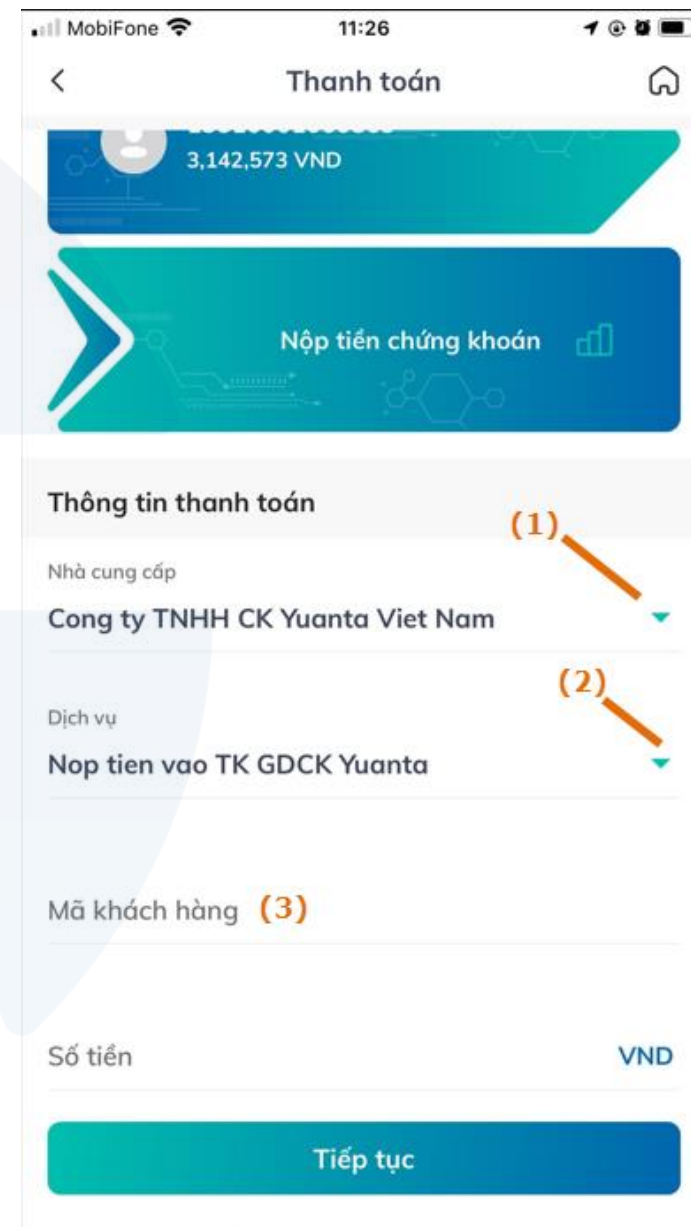 MobiFone 11:26
Thanh toán
3,142,573 VND
Nộp tiền chứng khoán
Thông tin thanh toán
(1)
Nhà cung cấp
Cong ty TNHH CK Yuanta Viet Nam
(2)
Dịch vụ
Nop tien vao TK GDCK Yuanta
Mã khách hàng (3)
Số tiền VND
Tiếp tục